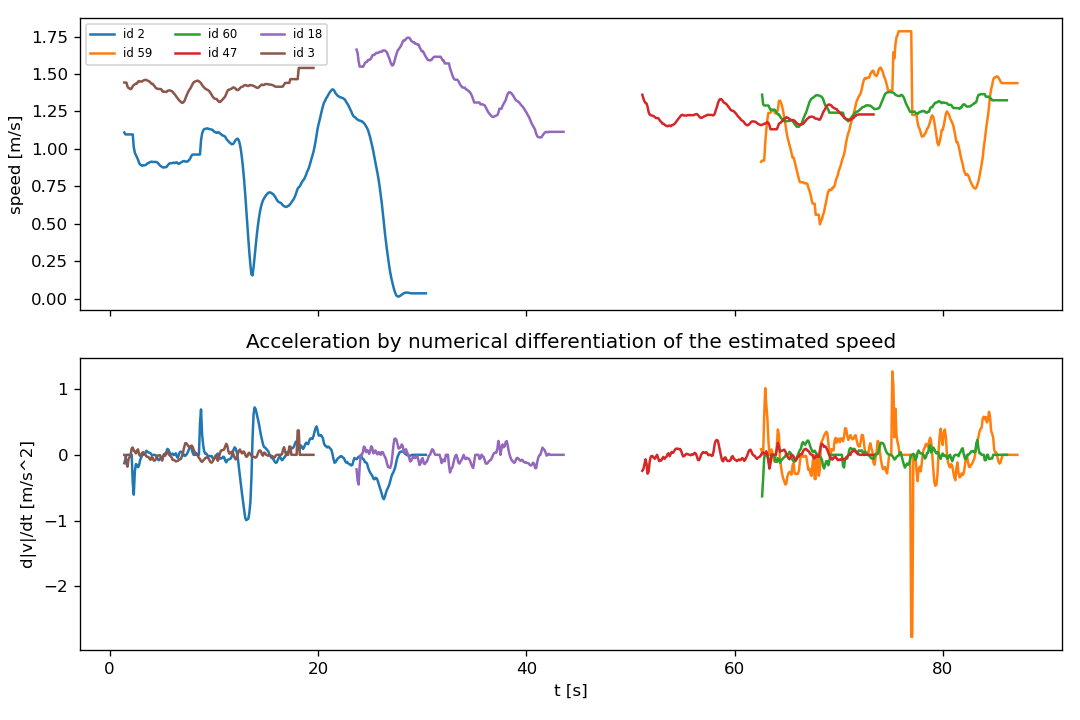 speed [m/s]
1.75
1.50
1.25
1.00
0.75
0.50
0.25
0.00
id 2 id 60 id 18
id 59 id 47 id 3
Acceleration by numerical differentiation of the estimated speed
d|v|/dt [m/s^2]
1
0
−1
−2
0 20 40 60 80
t [s]